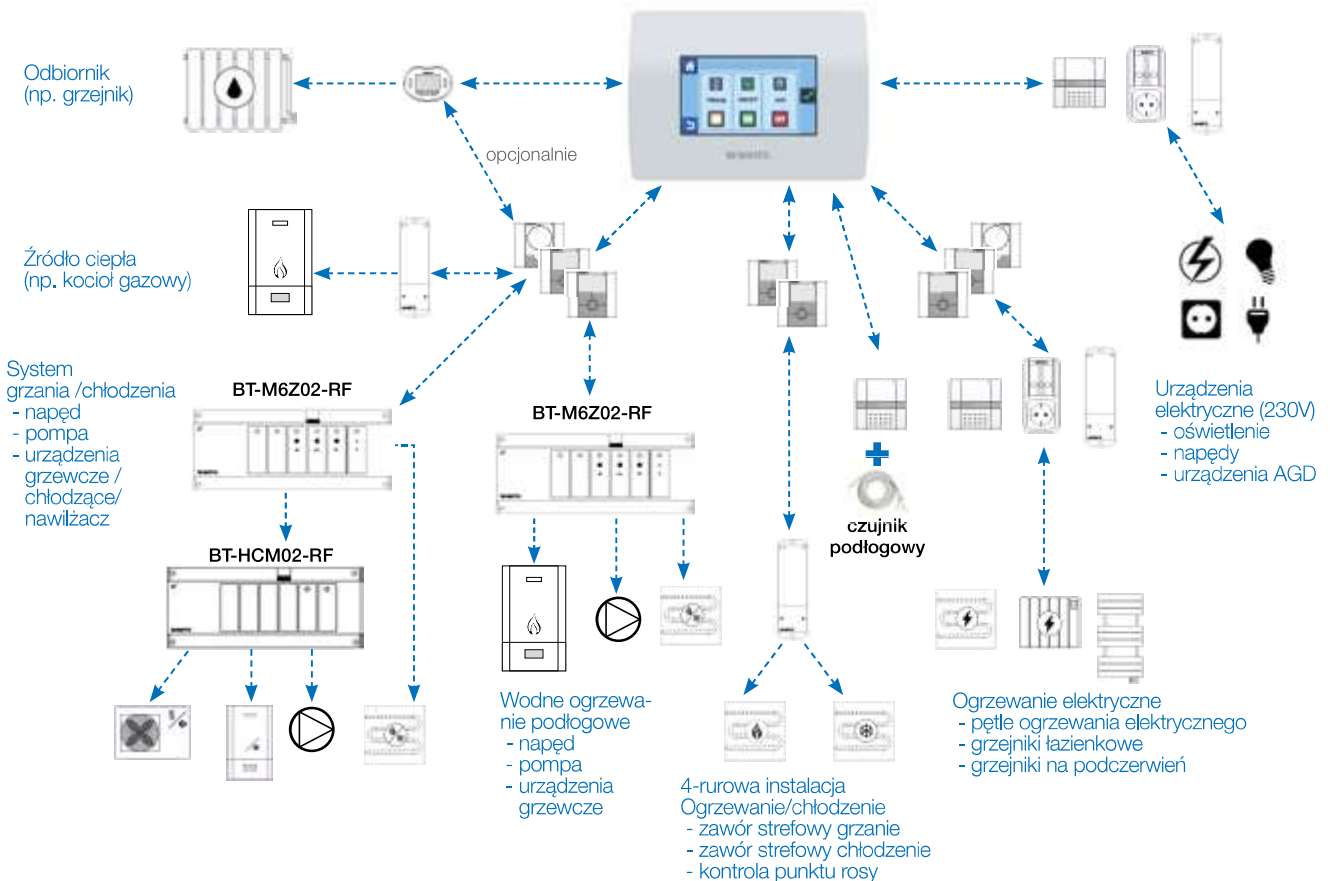 Odbiornik
(np. grzejnik)
opcjonalnie
Źródło ciepła
(np. kocioł gazowy)
System
grzania /chłodzenia
- napęd
- pompa
- urządzenia
grzewcze /
chłodzące/
nawilżacz
BT-M6Z02-RF
BT-HCM02-RF
BT-M6Z02-RF
Wodne ogrzewa-
nie podłogowe
- napęd
- pompa
- urządzenia
grzewcze
czujnik
podłogowy
4-rurowa instalacja
Ogrzewanie/chłodzenie
- zawór strefowy grzanie
- zawór strefowy chłodzenie
- kontrola punktu rosy
Urządzenia
elektryczne (230V)
- oświetlenie
- napędy
- urządzenia AGD
Ogrzewanie elektryczne
- pętle ogrzewania elektrycznego
- grzejniki łazienkowe
- grzejniki na podczerwień